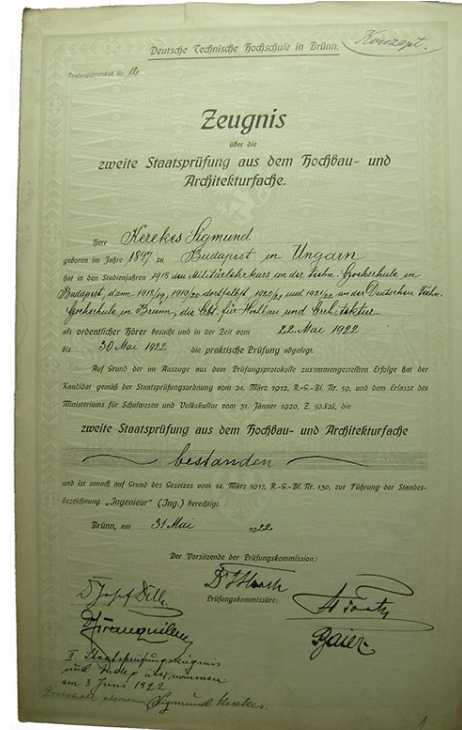 Deutsche Technische Hochschule in Brünn.
Konzept.
Prüfungsprotokoll Nr.
Zeugnis
über die
zweite Staatsprüfung aus dem Hochbau- und
Architekturfache.
Herr Kerekes Sigmund
geboren im Jahre 1897 zu Budapest in Ungarn
hat in den Studienjahren 1918 den Militärlehrkurs in der Techn. Hochschule in
Budapest, dann 1918/19, 1919/20 dortselbst, 1920/21 und 1921/22 an der Deutschen Techn.
Hochschule in Brünn, die Abt. für Hochbau und Architektur
als ordentlicher Hörer besucht und in der Zeit vom 22. Mai 1922
bis 30 Mai 1922 die praktische Prüfung abgelegt.
Auf Grund der im Auszuge aus dem Prüfungsprotokolle zusammengestellten Erfolge hat der
Kandidat gemäß der Staatsprüfungsordnung vom 24. März 1912, R.-G.-Bl. Nr. 59, und dem Erlasse des
Ministeriums für Schulwesen und Volkskultur vom 31. Jänner 1920, Z. 50.828, die
zweite Staatsprüfung aus dem Hochbau- und Architekturfache
bestanden
und ist sonach auf Grund des Gesetzes vom 14. März 1917, R.-G.-Bl. Nr. 130, zur Führung der Standes-
bezeichnung „Ingenieur" (Ing.) berechtigt.
Brünn, am 31 Mai 1922
Der Vorsitzende der Prüfungskommission:
Prüfungskommissäre:
Baier
II. Staatsprüfungszeugnis
und übernommen
am 3 Juni 1922
Sigmund Kerekes.